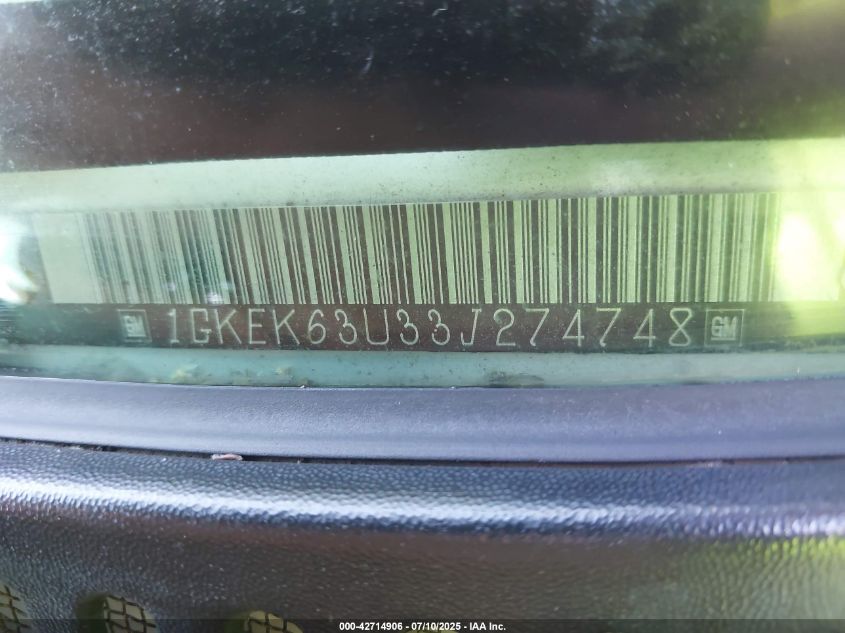 GM 1GKEK63U33J274748 GM
000-42714906 - 07/10/2025 - IAA Inc.